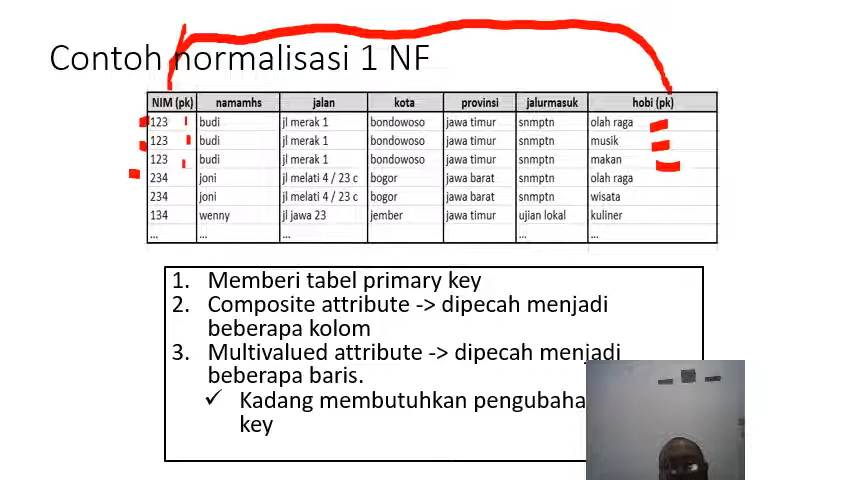 Contoh normalisasi 1 NF
NIM (pk) namamhs jalan kota provinsi jalurmasuk hobi (pk)
123 budi jl merak 1 bondowoso jawa timur snmptn olah raga
123 budi jl merak 1 bondowoso jawa timur snmptn musik
123 budi jl merak 1 bondowoso jawa timur snmptn makan
234 joni jl melati 4 / 23 c bogor jawa barat snmptn olah raga
234 joni jl melati 4 / 23 c bogor jawa barat snmptn wisata
134 wenny jl jawa 23 jember jawa timur ujian lokal kuliner
... ... ... ... ...
1. Memberi tabel primary key
2. Composite attribute -> dipecah menjadi
beberapa kolom
3. Multivalued attribute -> dipecah menjadi
beberapa baris.
✓ Kadang membutuhkan pengubaha
key